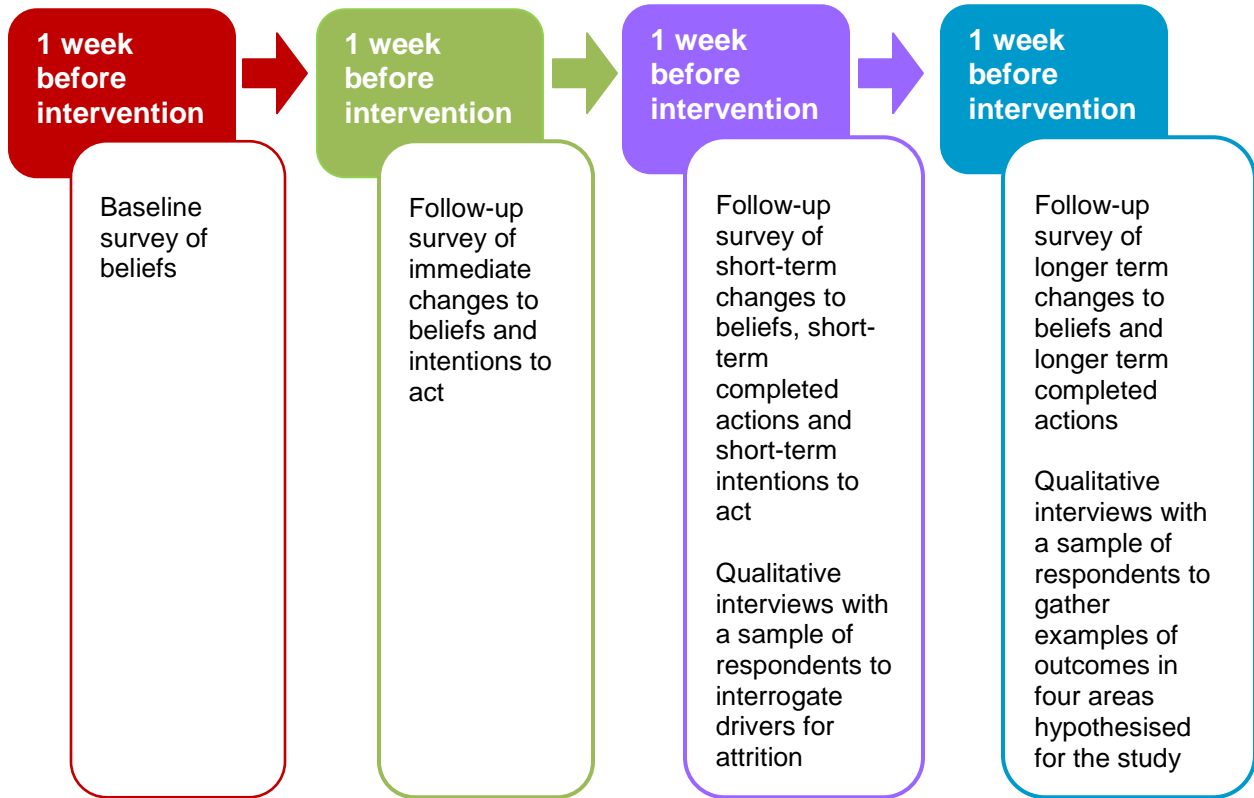 1 week
before
intervention
Baseline
survey of
beliefs
1 week
before
intervention
Follow-up
survey of
immediate
changes to
beliefs and
intentions to
act
1 week
before
intervention
Follow-up
survey of
short-term
changes to
beliefs, short-
term
completed
actions and
short-term
intentions to
act
Qualitative
interviews with
a sample of
respondents to
interrogate
drivers for
attrition
1 week
before
intervention
Follow-up
survey of
longer term
changes to
beliefs and
longer term
completed
actions
Qualitative
interviews with
a sample of
respondents to
gather
examples of
outcomes in
four areas
hypothesised
for the study